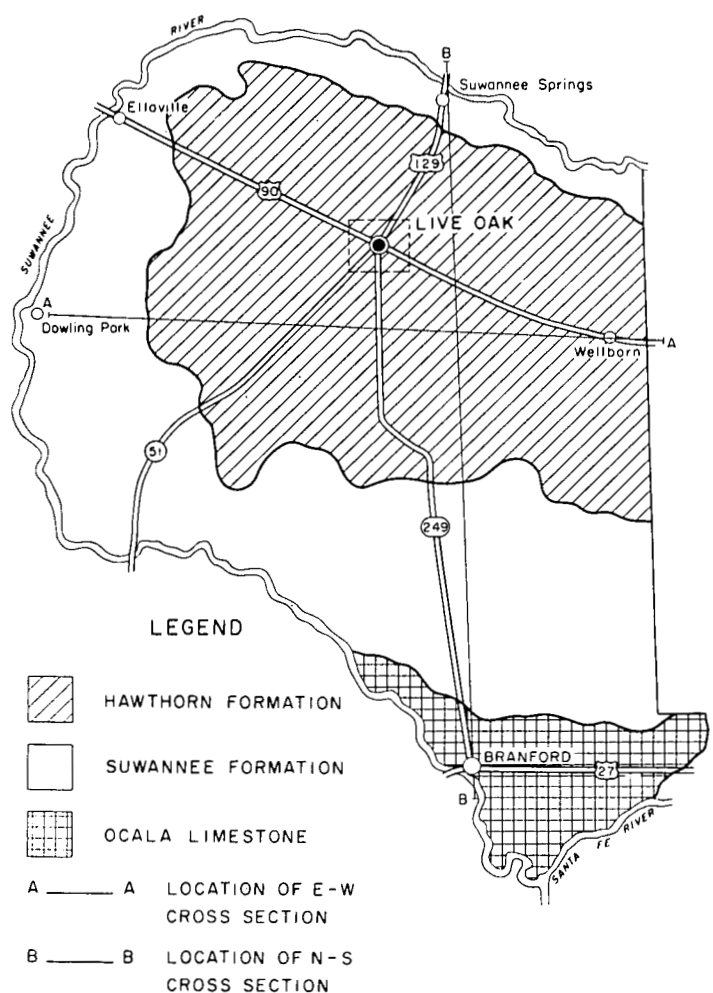 RIVER
B
Suwannee Springs
Ellaville
129
90
LIVE OAK
SUWANNEE
A
Dowling Park
Wellborn
A
51
249
LEGEND
HAWTHORN FORMATION
SUWANNEE FORMATION
BRANFORD
27
B
OCALA LIMESTONE
SANTA FE RIVER
A A LOCATION OF E-W
CROSS SECTION
B B LOCATION OF N-S
CROSS SECTION